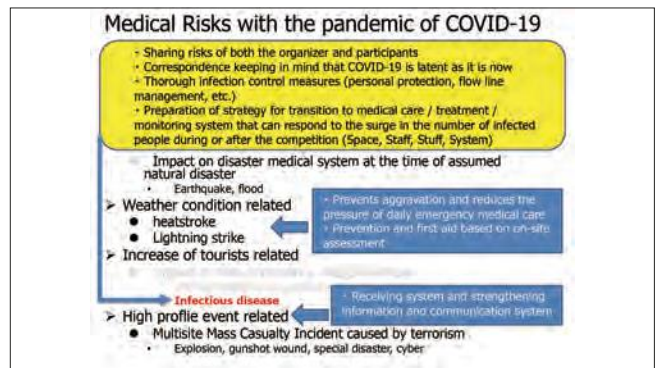 Medical Risks with the pandemic of COVID-19
・Sharing risks of both the organizer and participants
・Correspondence keeping in mind that COVID-19 is latent as it is now
・Thorough infection control measures (personal protection, flow line
management, etc.)
・Preparation of strategy for transition to medical care / treatment /
monitoring system that can respond to the surge in the number of infected
people during or after the competition (Space, Staff, Stuff, System)
Impact on disaster medical system at the time of assumed
natural disaster
• Earthquake, flood
➢ Weather condition related
● heatstroke
● Lightning strike
・Prevents aggravation and reduces the
pressure of daily emergency medical care
・Prevention and first aid based on on-site
assessment
➢ Increase of tourists related
Infectious disease
➢ High profile event related
・Receiving system and strengthening
information and communication system
● Multisite Mass Casualty Incident caused by terrorism
• Explosion, gunshot wound, special disaster, cyber